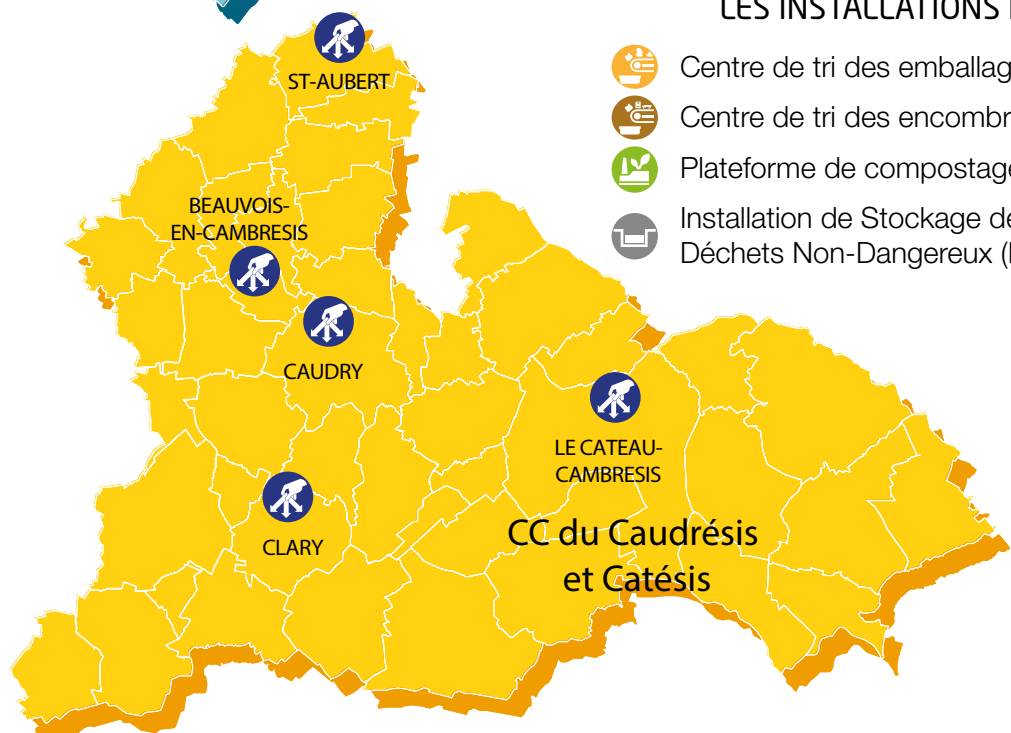 LES INSTALLATIONS
Centre de tri des emballag
Centre de tri des encombr
Plateforme de compostage
Installation de Stockage de
Déchets Non-Dangereux (
ST-AUBERT
BEAUVOIS-
EN-CAMBRESIS
CAUDRY
LE CATEAU-
CAMBRESIS
CLARY
CC du Caudrésis
et Catésis